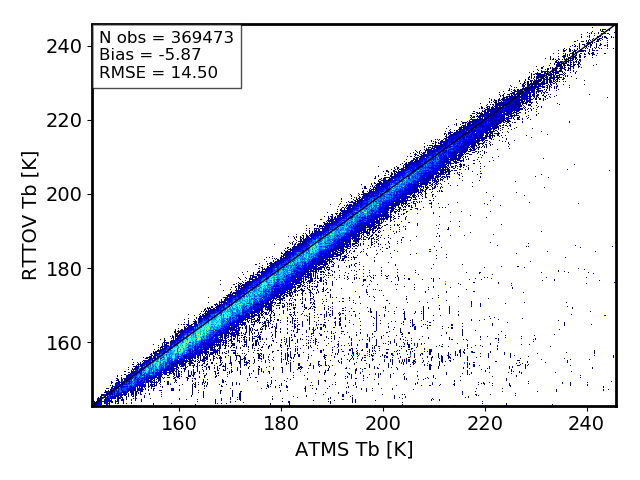 N obs = 369473
Bias = -5.87
RMSE = 14.50
240
220
200
180
160
RTTOV Tb [K]
160 180 200 220 240
ATMS Tb [K]